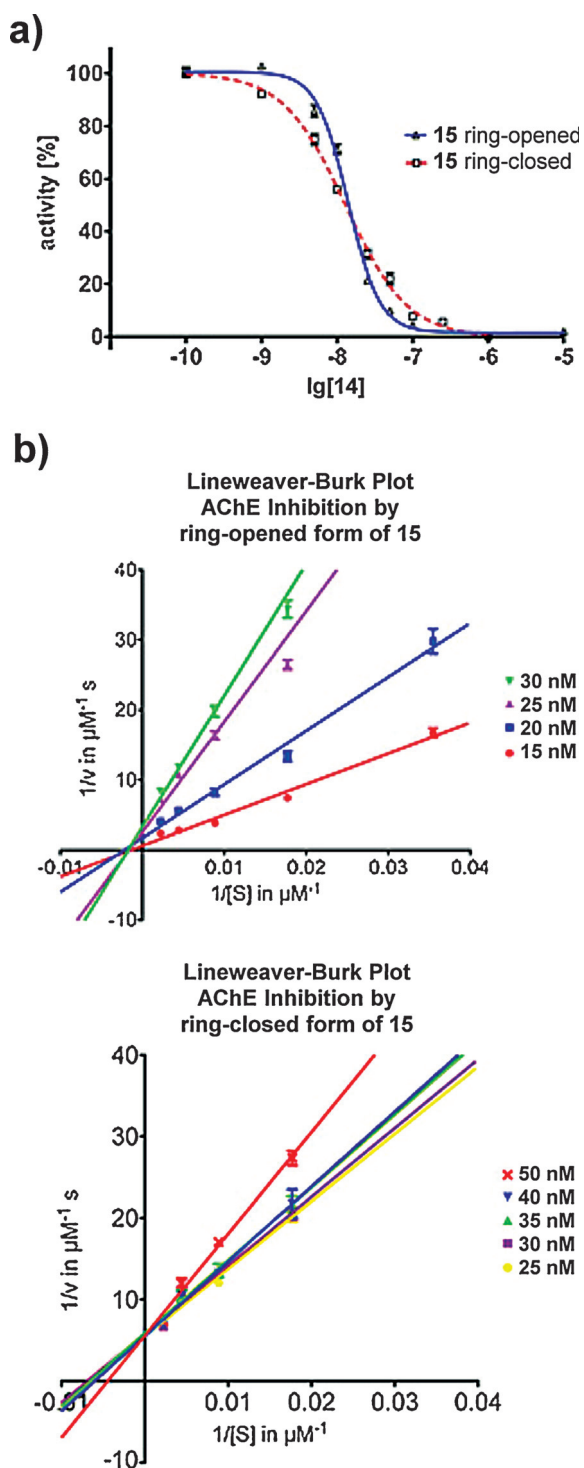 a)
100
80
60
40
20
0
activity [%]
15 ring-opened
15 ring-closed
-10 -9 -8 -7 -6 -5
lg[14]
b)
Lineweaver-Burk Plot
AChE Inhibition by
ring-opened form of 15
40
30
20
10
-10
1/v in µM⁻¹ s
30 nM
25 nM
20 nM
15 nM
-0.01 0.01 0.02 0.03 0.04
1/[S] in µM⁻¹
Lineweaver-Burk Plot
AChE Inhibition by
ring-closed form of 15
40
30
20
10
-10
1/v in µM⁻¹ s
50 nM
40 nM
35 nM
30 nM
25 nM
-0.01 0.01 0.02 0.03 0.04
1/[S] in µM⁻¹